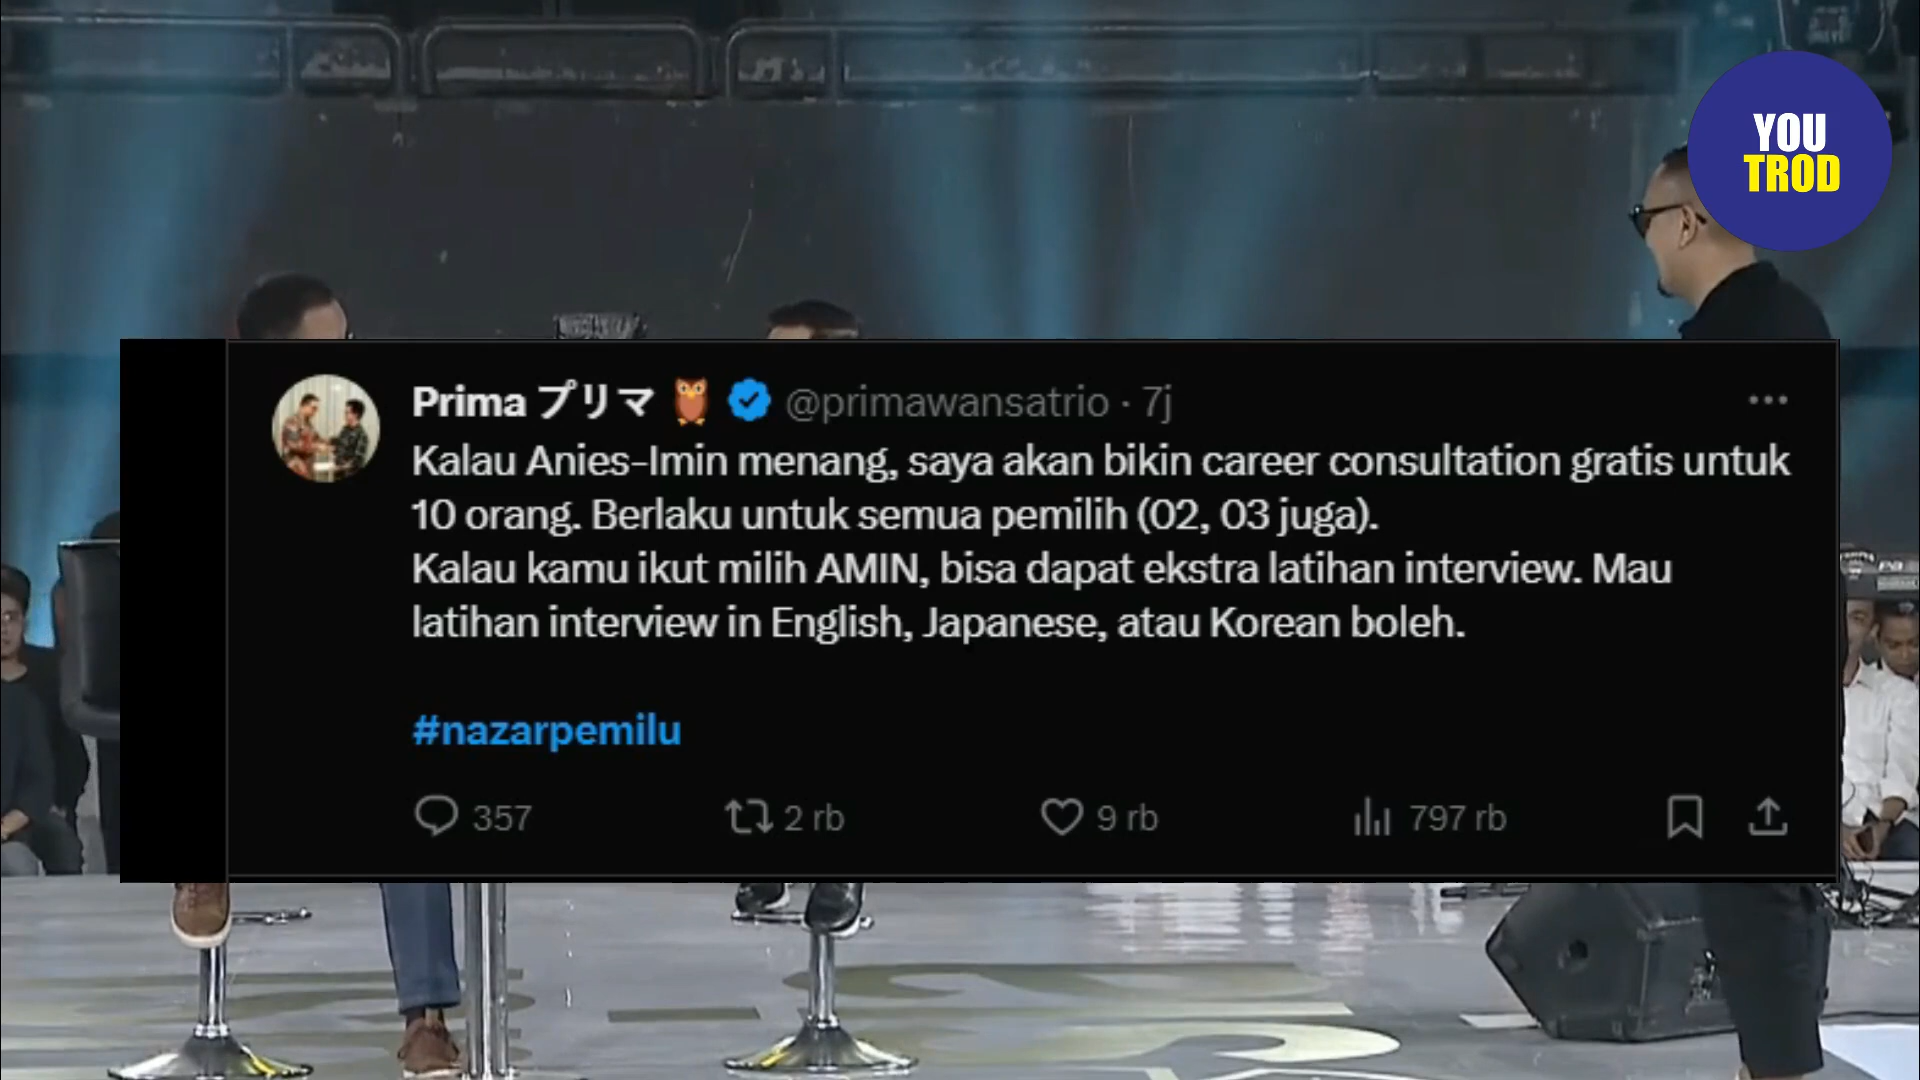 YOU
TROD
Prima プリマ 🦉 @primawansatrio · 7j
Kalau Anies-Imin menang, saya akan bikin career consultation gratis untuk
10 orang. Berlaku untuk semua pemilih (02, 03 juga).
Kalau kamu ikut milih AMIN, bisa dapat ekstra latihan interview. Mau
latihan interview in English, Japanese, atau Korean boleh.
#nazarpemilu
357 2 rb 9 rb 797 rb